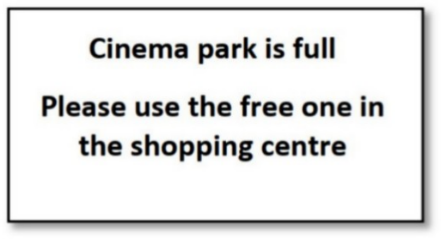 Cinema park is full
Please use the free one in
the shopping centre